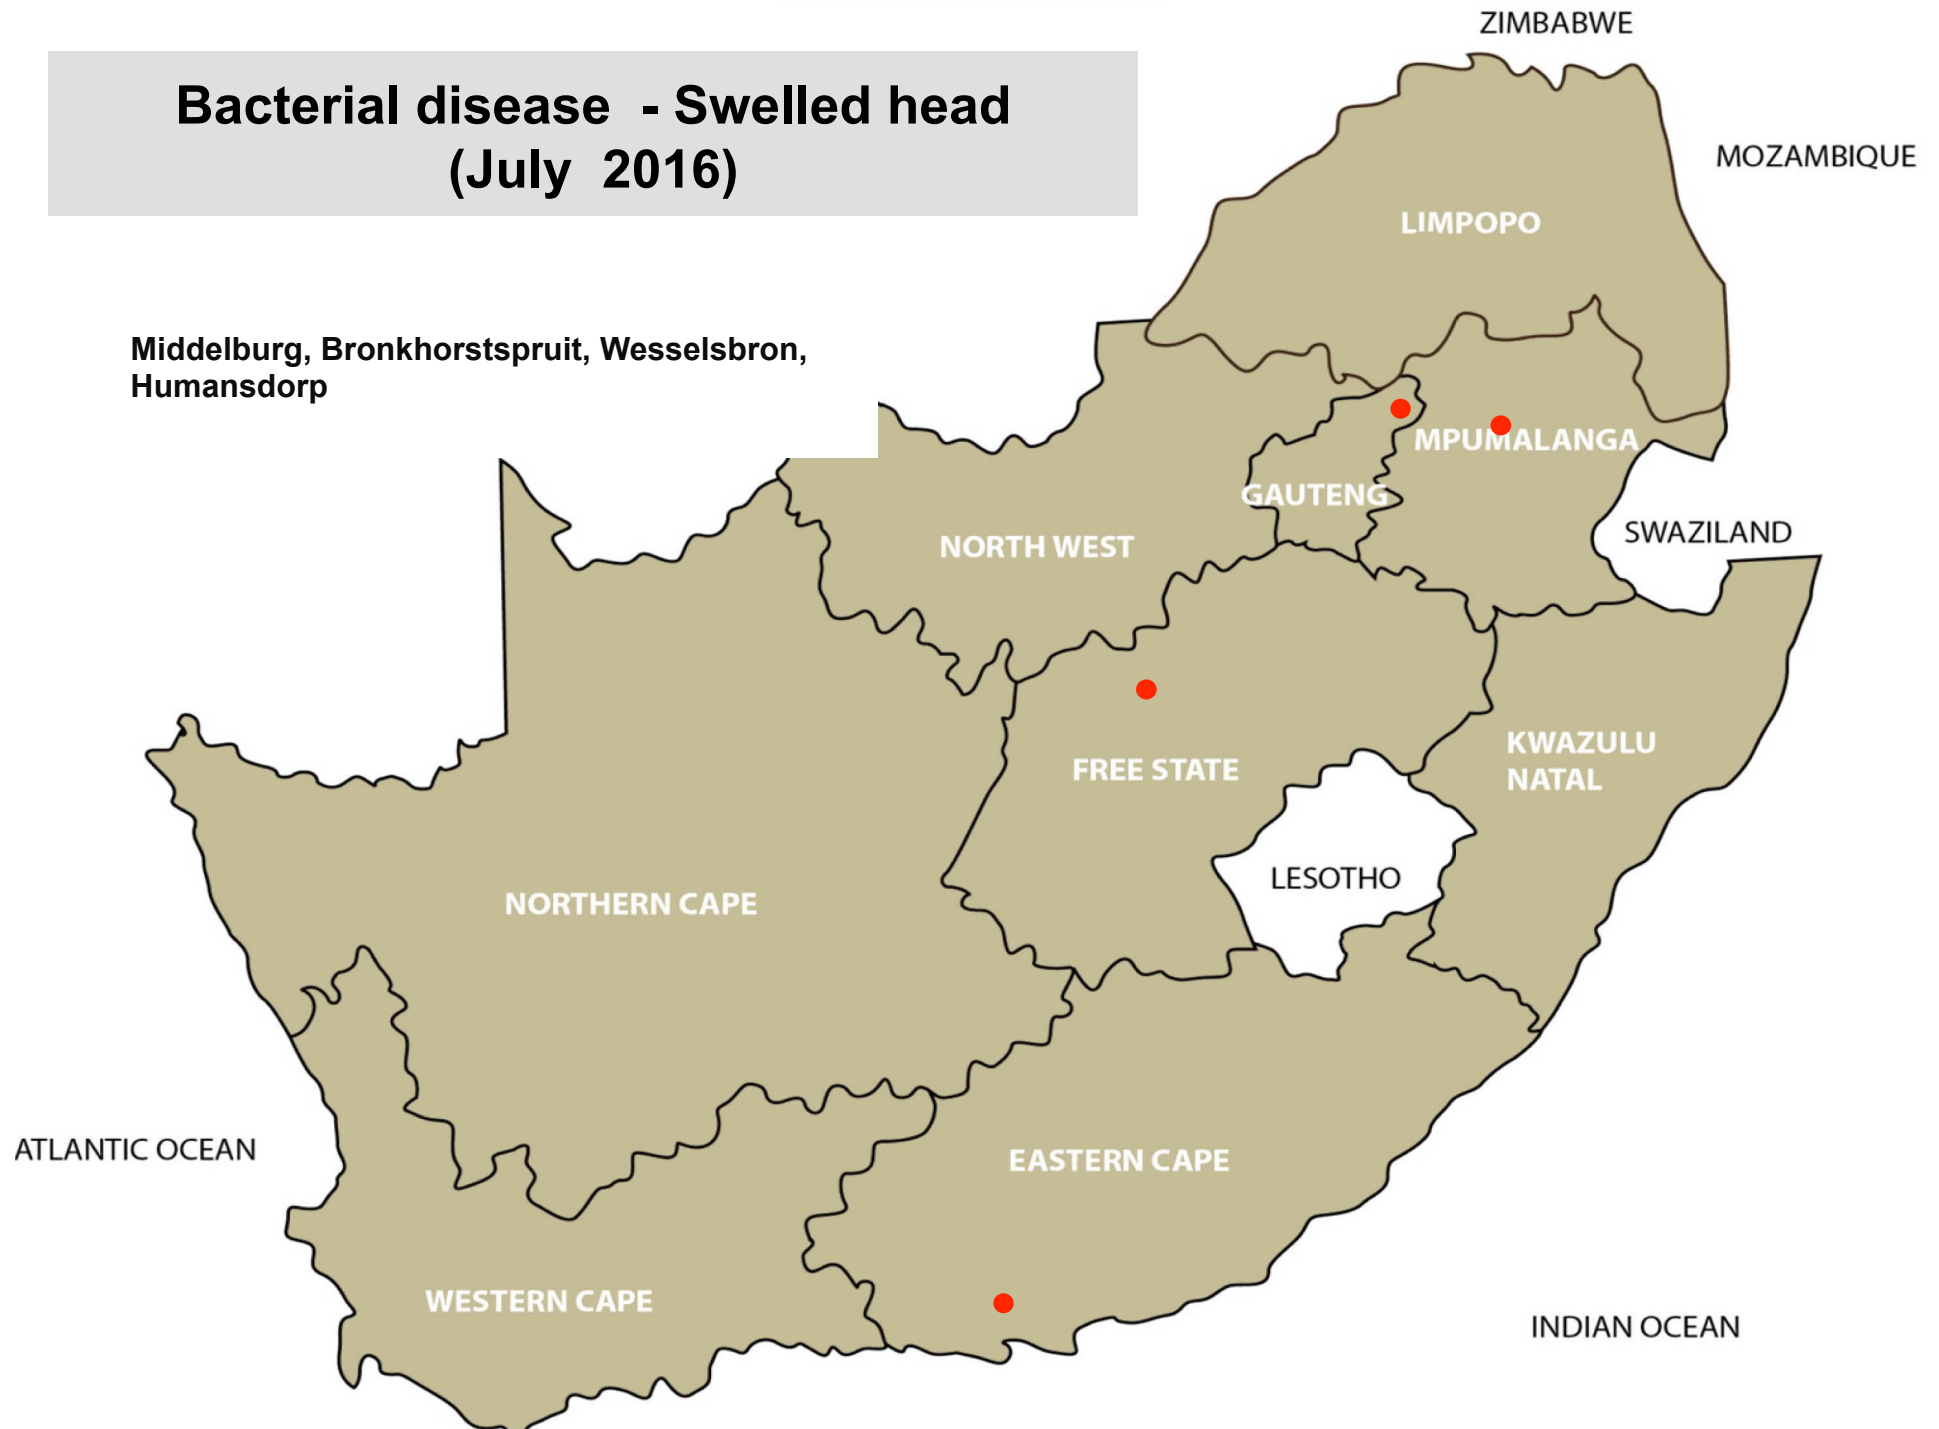 ZIMBABWE
Bacterial disease - Swelled head
(July 2016)
MOZAMBIQUE
LIMPOPO
Middelburg, Bronkhorstspruit, Wesselsbron,
Humansdorp
MPUMALANGA
GAUTENG
SWAZILAND
NORTH WEST
KWAZULU
NATAL
FREE STATE
LESOTHO
NORTHERN CAPE
ATLANTIC OCEAN
EASTERN CAPE
WESTERN CAPE
INDIAN OCEAN